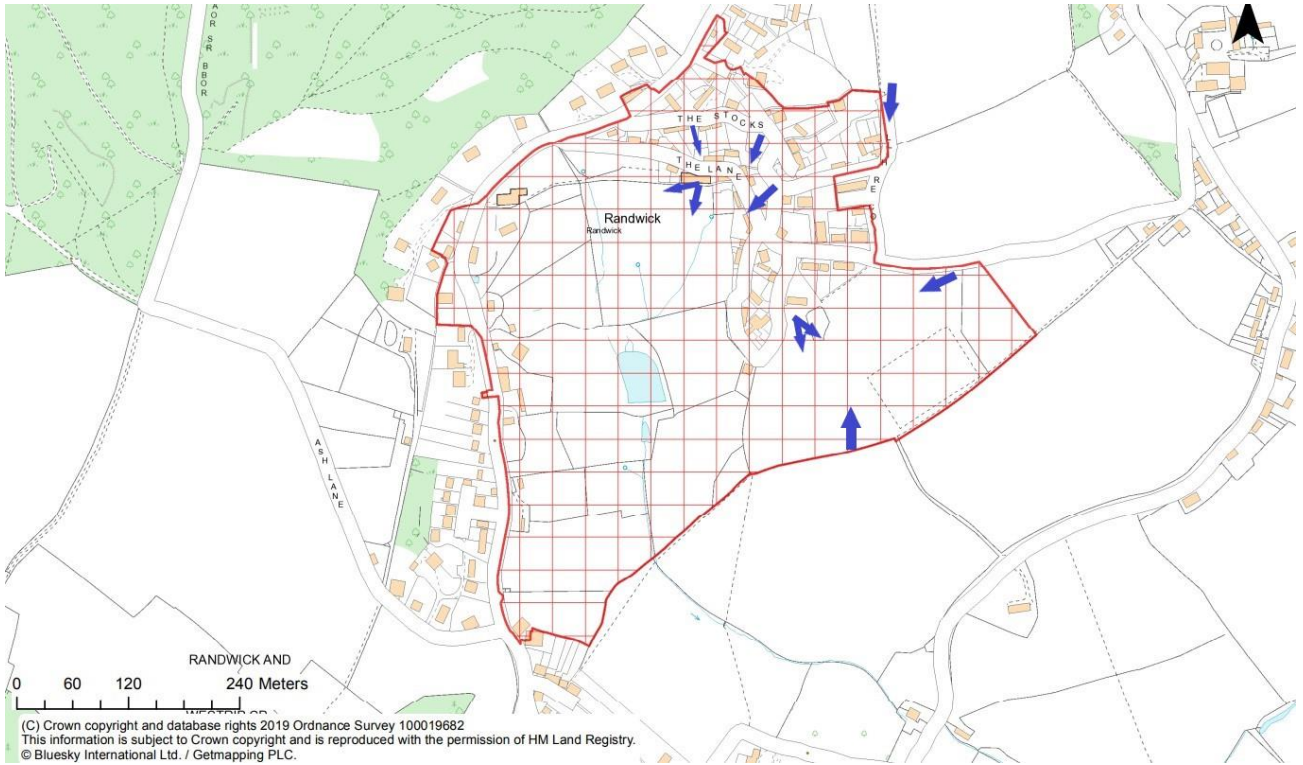 THE STOCKS
THE LANE
Randwick
Randwick
ASH LANE
RANDWICK AND
0 60 120 240 Meters
(C) Crown copyright and database rights 2019 Ordnance Survey 100019682
This information is subject to Crown copyright and is reproduced with the permission of HM Land Registry.
© Bluesky International Ltd. / Getmapping PLC.